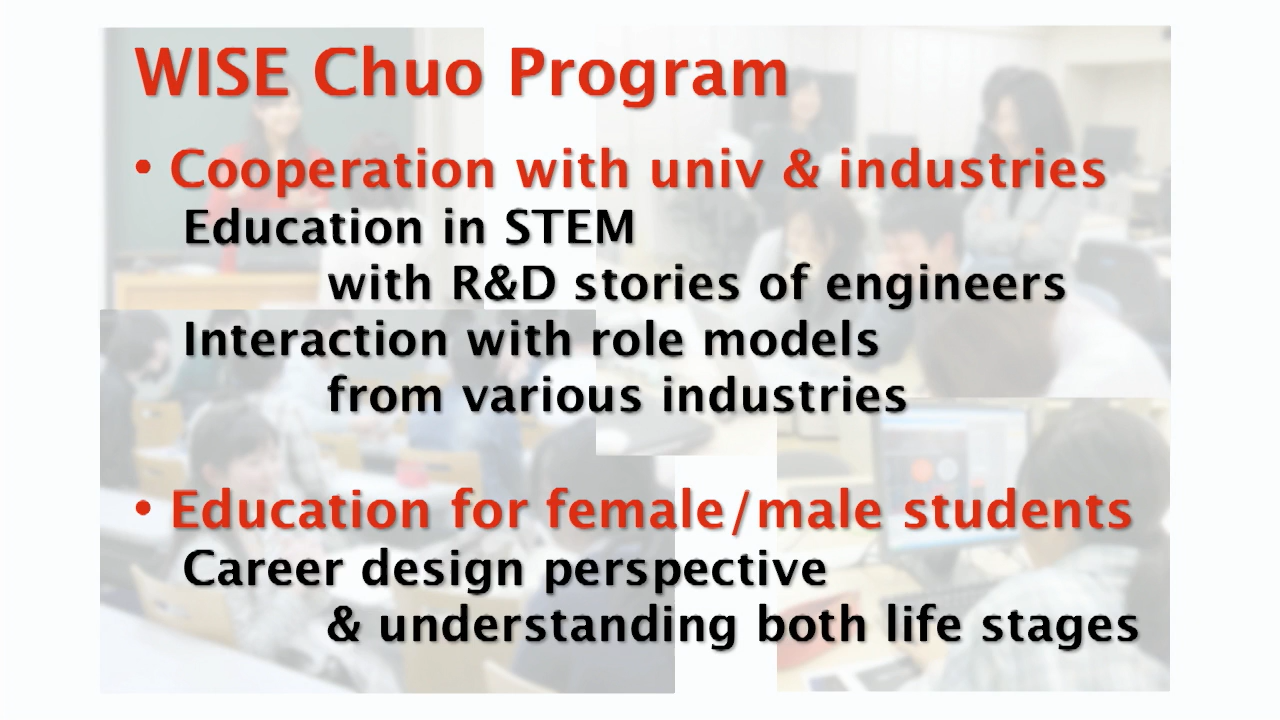 WISE Chuo Program
• Cooperation with univ & industries
Education in STEM
with R&D stories of engineers
Interaction with role models
from various industries
• Education for female/male students
Career design perspective
& understanding both life stages